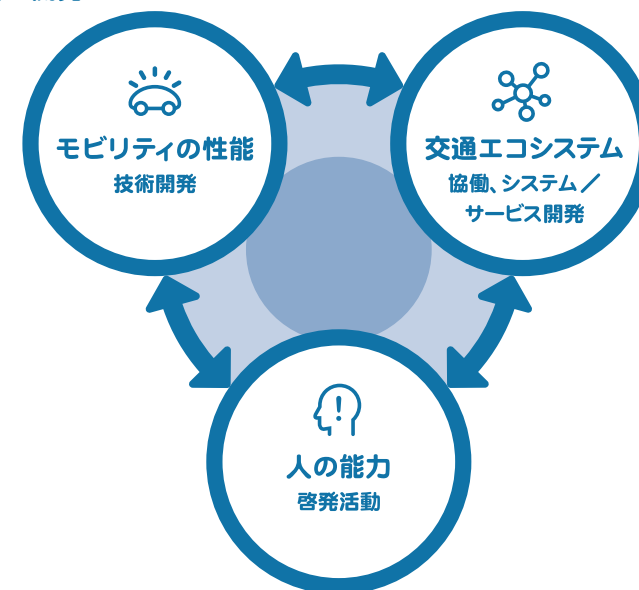 モビリティの性能
技術開発
交通エコシステム
協働、システム／
サービス開発
人の能力
啓発活動